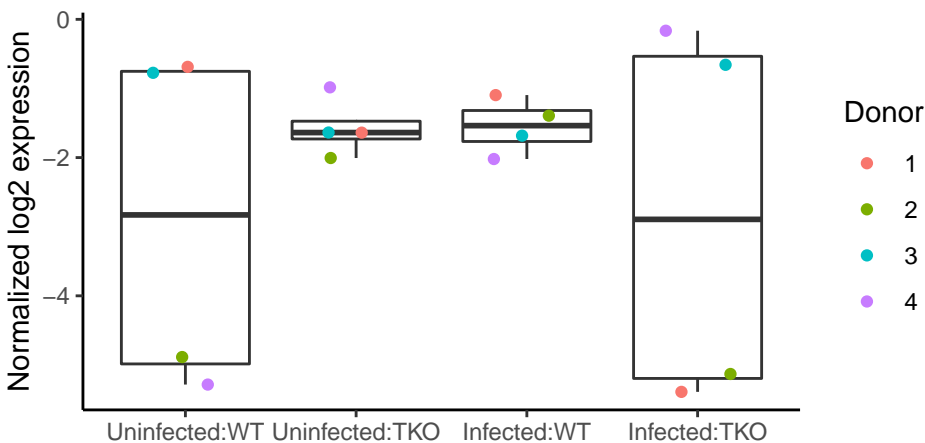 Normalized log2 expression
0
−2
−4
Uninfected:WT
Uninfected:TKO
Infected:WT
Infected:TKO
Donor
1
2
3
4